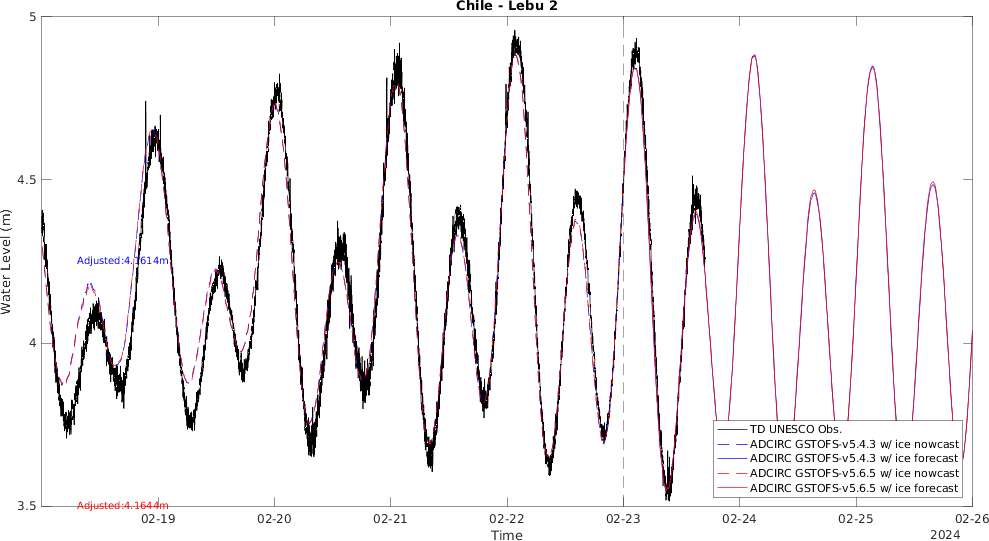 Chile - Lebu 2
5
4.5
4
3.5
Water Level (m)
Adjusted:4.1614m
Adjusted:4.1644m
TD UNESCO Obs.
ADCIRC GSTOFS-v5.4.3 w/ ice nowcast
ADCIRC GSTOFS-v5.4.3 w/ ice forecast
ADCIRC GSTOFS-v5.6.5 w/ ice nowcast
ADCIRC GSTOFS-v5.6.5 w/ ice forecast
02-19 02-20 02-21 02-22 02-23 02-24 02-25 02-26
Time
2024